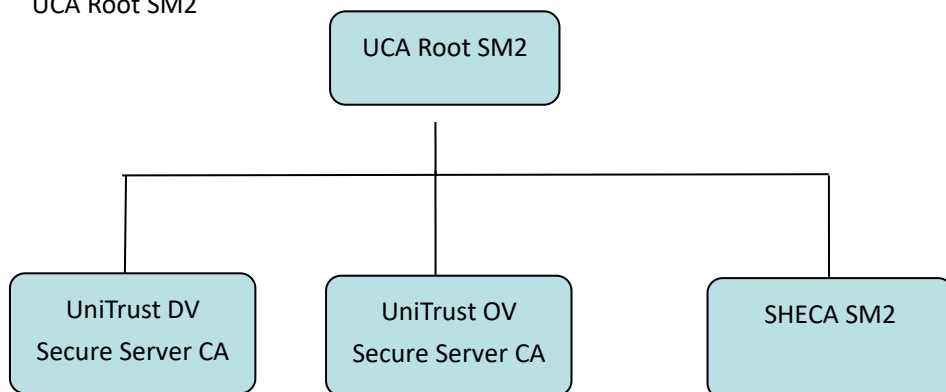 UCA Root SM2
UCA Root SM2
UniTrust DV
Secure Server CA
UniTrust OV
Secure Server CA
SHECA SM2